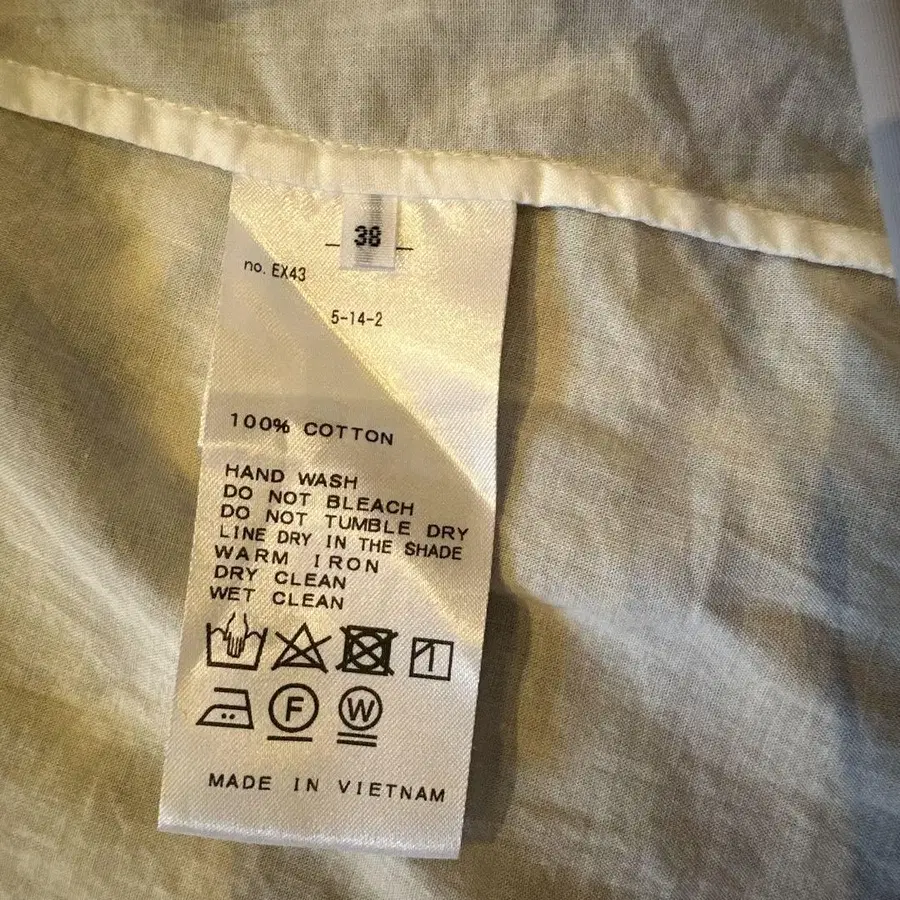 38
no. EX43
5-14-2
100% COTTON
HAND WASH
DO NOT BLEACH
DO NOT TUMBLE DRY
LINE DRY IN THE SHADE
WARM IRON
DRY CLEAN
WET CLEAN
F W
MADE IN VIETNAM